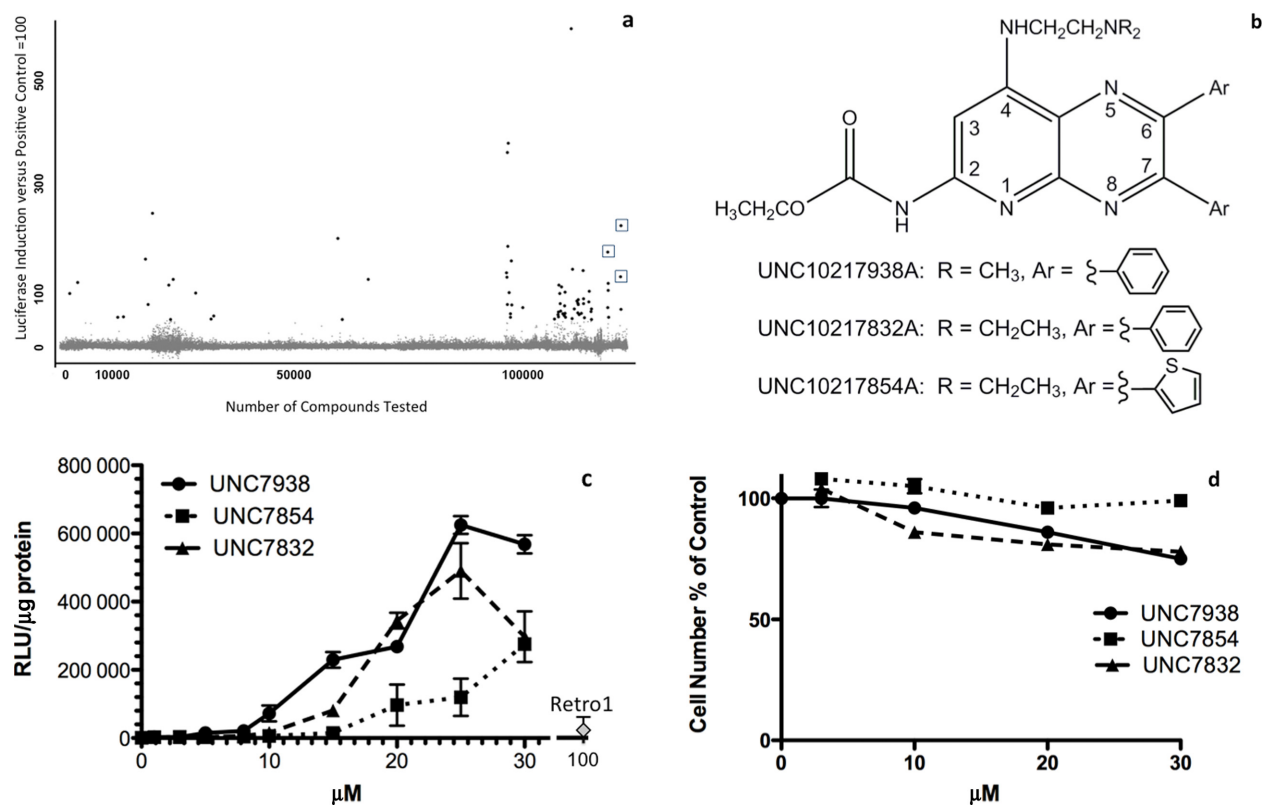 a
Luciferase Induction versus Positive Control =100
500
300
100
0
0 10000 50000 100000
Number of Compounds Tested
b
NHCH2CH2NR2
N Ar
4 5
O 3 6
2 1 8 7
H3CH2CO N N N Ar
H
UNC10217938A: R = CH3, Ar =
UNC10217832A: R = CH2CH3, Ar =
S
UNC10217854A: R = CH2CH3, Ar =
c
RLU/µg protein
800 000
600 000
400 000
200 000
0
UNC7938
UNC7854
UNC7832
Retro1
0 10 20 30 100
µM
d
Cell Number % of Control
100
50
0
UNC7938
UNC7854
UNC7832
0 10 20 30
µM